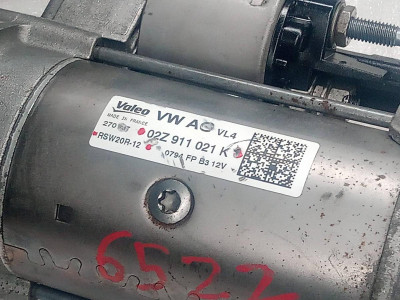 Valeo VW AG VL4
MADE IN FRANCE
270 02Z 911 021 K
RSW20R-12 0794 FP B3 12V
6522